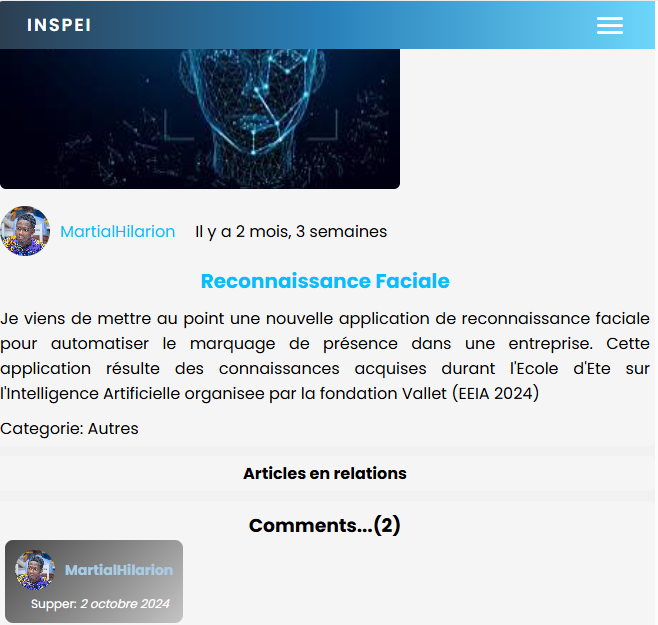 INSPEI
MartialHilarion Il y a 2 mois, 3 semaines
Reconnaissance Faciale
Je viens de mettre au point une nouvelle application de reconnaissance faciale
pour automatiser le marquage de présence dans une entreprise. Cette
application résulte des connaissances acquises durant l'Ecole d'Ete sur
l'Intelligence Artificielle organisee par la fondation Vallet (EEIA 2024)
Categorie: Autres
Articles en relations
Comments...(2)
MartialHilarion
Supper: 2 octobre 2024